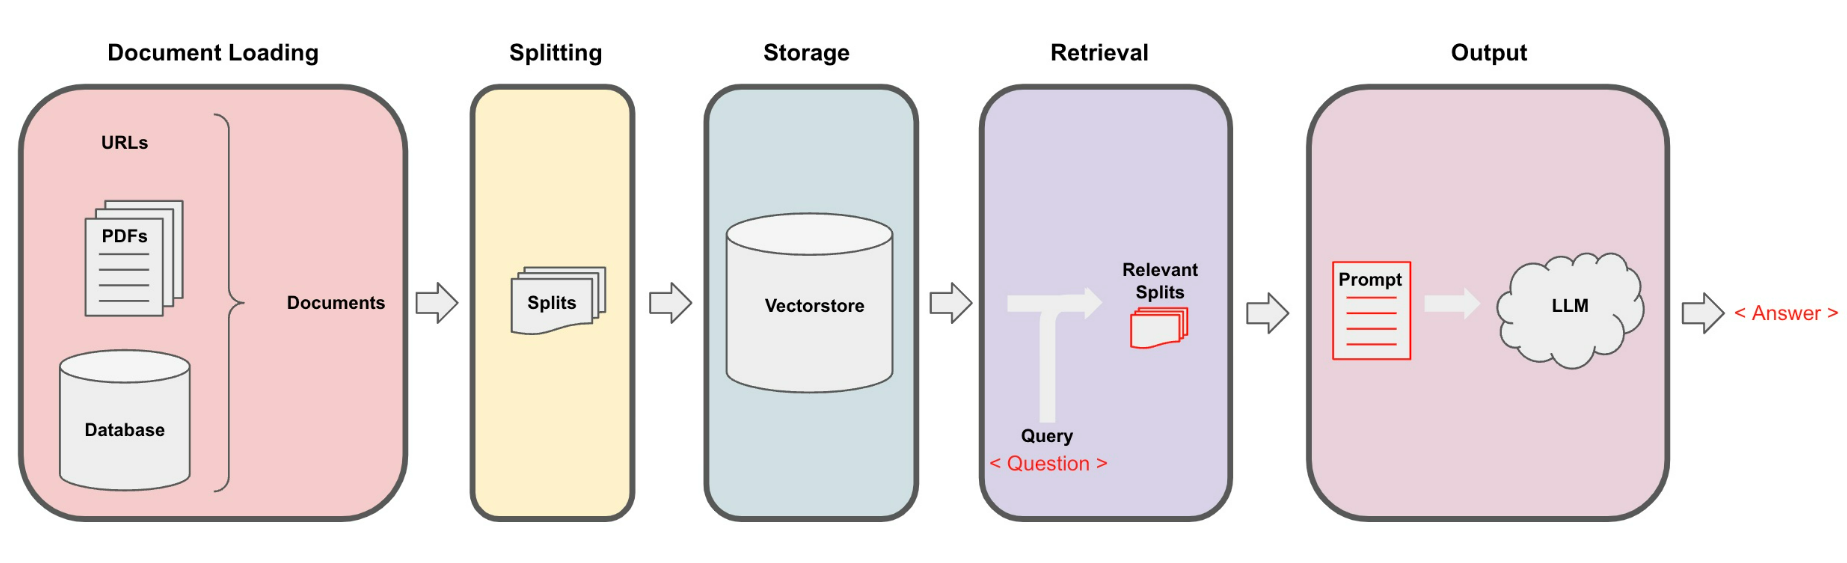 Document Loading
Splitting
Storage
Retrieval
Output
URLs
PDFs
Database
Documents
Splits
Vectorstore
Relevant
Splits
Query
< Question >
Prompt
LLM
< Answer >